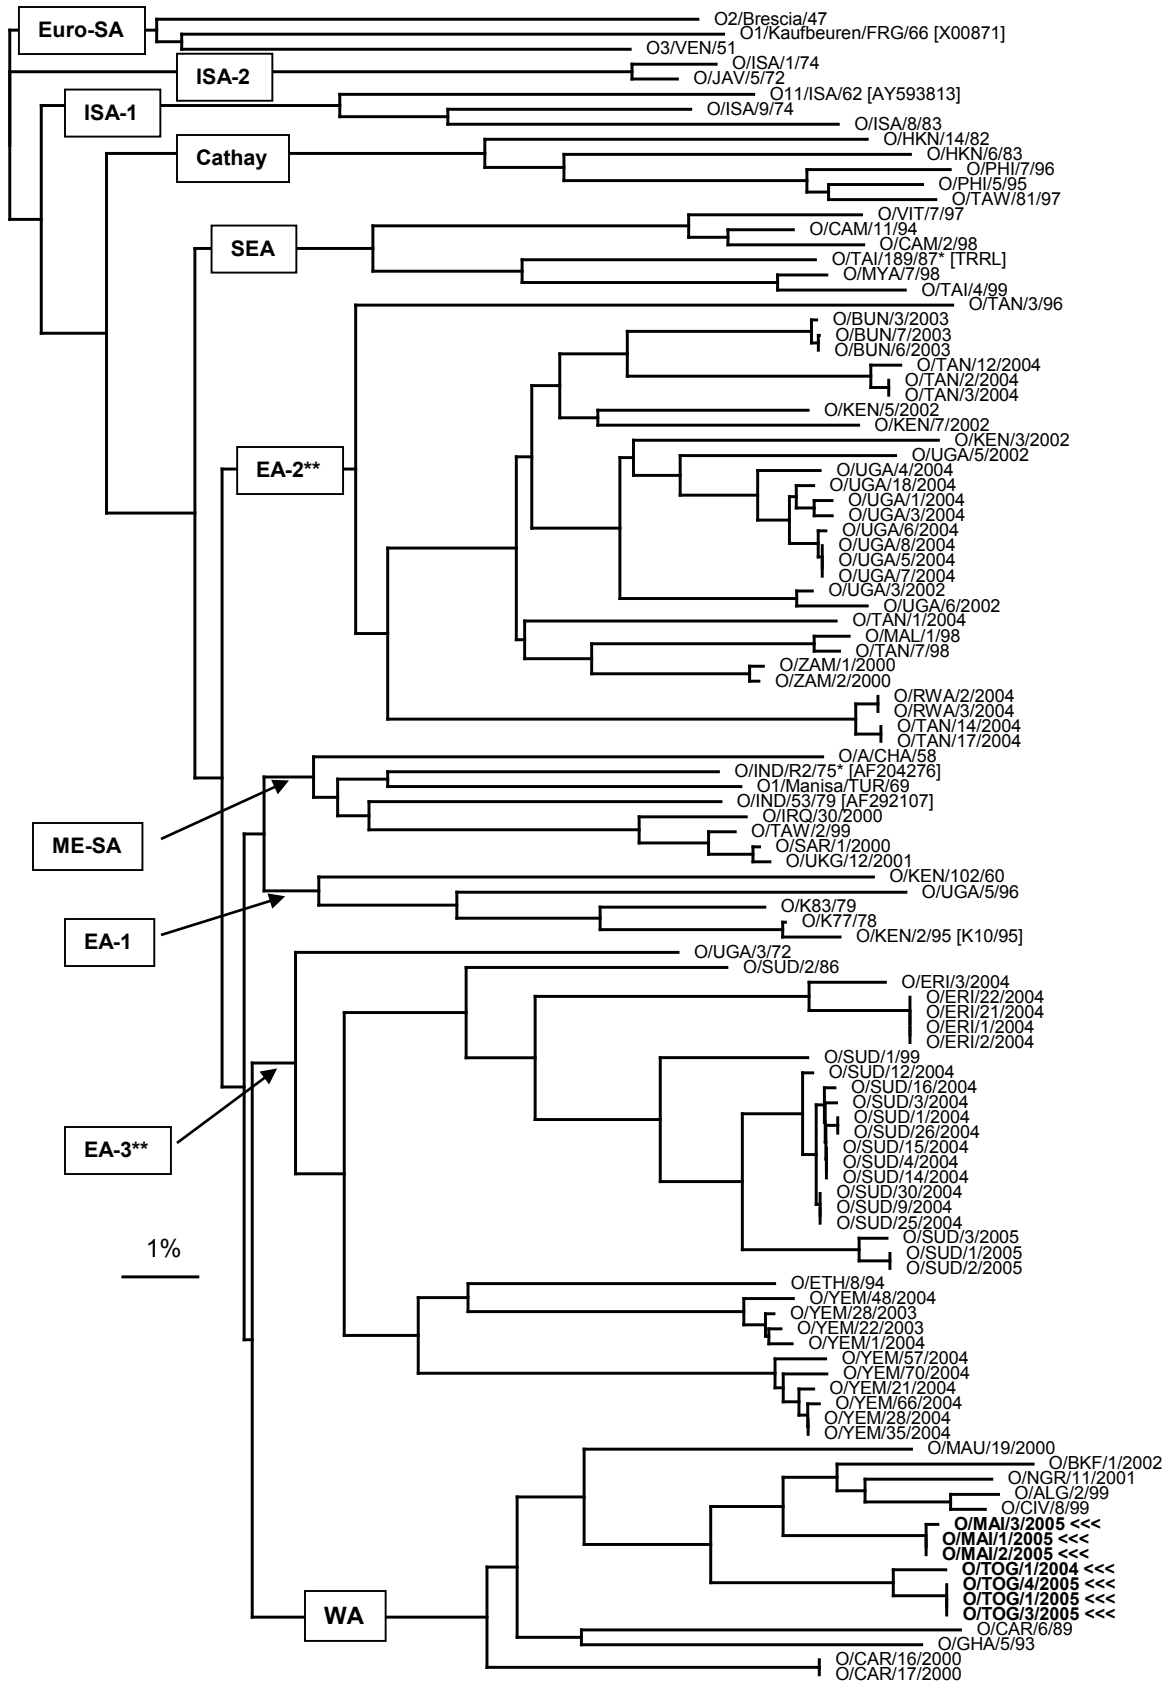 Euro-SA
O2/Brescia/47
O1/Kaufbeuren/FRG/66 [X00871]
O3/VEN/51
ISA-2
O/ISA/1/74
O/JAV/5/72
ISA-1
O11/ISA/62 [AY593813]
O/ISA/9/74
O/ISA/8/83
Cathay
O/HKN/14/82
O/HKN/6/83
O/PHI/7/96
O/PHI/5/95
O/TAW/81/97
SEA
O/VIT/7/97
O/CAM/11/94
O/CAM/2/98
O/TAI/189/87* [TRRL]
O/MYA/7/98
O/TAI/4/99
EA-2**
O/TAN/3/96
O/BUN/3/2003
O/BUN/7/2003
O/BUN/6/2003
O/TAN/12/2004
O/TAN/2/2004
O/TAN/3/2004
O/KEN/5/2002
O/KEN/7/2002
O/KEN/3/2002
O/UGA/5/2002
O/UGA/4/2004
O/UGA/18/2004
O/UGA/1/2004
O/UGA/3/2004
O/UGA/6/2004
O/UGA/8/2004
O/UGA/5/2004
O/UGA/7/2004
O/UGA/3/2002
O/UGA/6/2002
O/TAN/1/2004
O/MAL/1/98
O/TAN/7/98
O/ZAM/1/2000
O/ZAM/2/2000
O/RWA/2/2004
O/RWA/3/2004
O/TAN/14/2004
O/TAN/17/2004
ME-SA
O/A/CHA/58
O/IND/R2/75* [AF204276]
O1/Manisa/TUR/69
O/IND/53/79 [AF292107]
O/IRQ/30/2000
O/TAW/2/99
O/SAR/1/2000
O/UKG/12/2001
EA-1
O/KEN/102/60
O/UGA/5/96
O/K83/79
O/K77/78
O/KEN/2/95 [K10/95]
EA-3**
O/UGA/3/72
O/SUD/2/86
O/ERI/3/2004
O/ERI/22/2004
O/ERI/21/2004
O/ERI/1/2004
O/ERI/2/2004
O/SUD/1/99
O/SUD/12/2004
O/SUD/16/2004
O/SUD/3/2004
O/SUD/1/2004
O/SUD/26/2004
O/SUD/15/2004
O/SUD/4/2004
O/SUD/14/2004
O/SUD/30/2004
O/SUD/9/2004
O/SUD/25/2004
O/SUD/3/2005
O/SUD/1/2005
O/SUD/2/2005
1%
O/ETH/8/94
O/YEM/48/2004
O/YEM/28/2003
O/YEM/22/2003
O/YEM/1/2004
O/YEM/57/2004
O/YEM/70/2004
O/YEM/21/2004
O/YEM/66/2004
O/YEM/28/2004
O/YEM/35/2004
WA
O/MAU/19/2000
O/BKF/1/2002
O/NGR/11/2001
O/ALG/2/99
O/CIV/8/99
O/MAI/3/2005 <<<
O/MAI/1/2005 <<<
O/MAI/2/2005 <<<
O/TOG/1/2004 <<<
O/TOG/4/2005 <<<
O/TOG/1/2005 <<<
O/TOG/3/2005 <<<
O/CAR/6/89
O/GHA/5/93
O/CAR/16/2000
O/CAR/17/2000